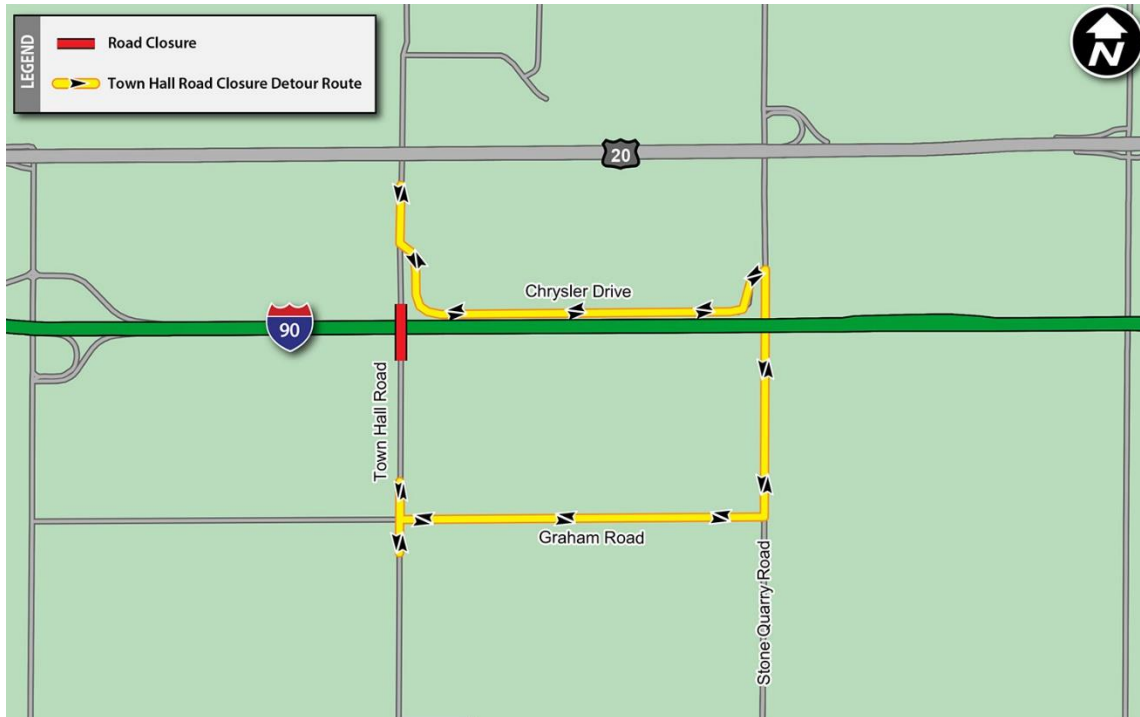 LEGEND
Road Closure
Town Hall Road Closure Detour Route
N
20
Chrysler Drive
90
Town Hall Road
Graham Road
Stone Quarry Road